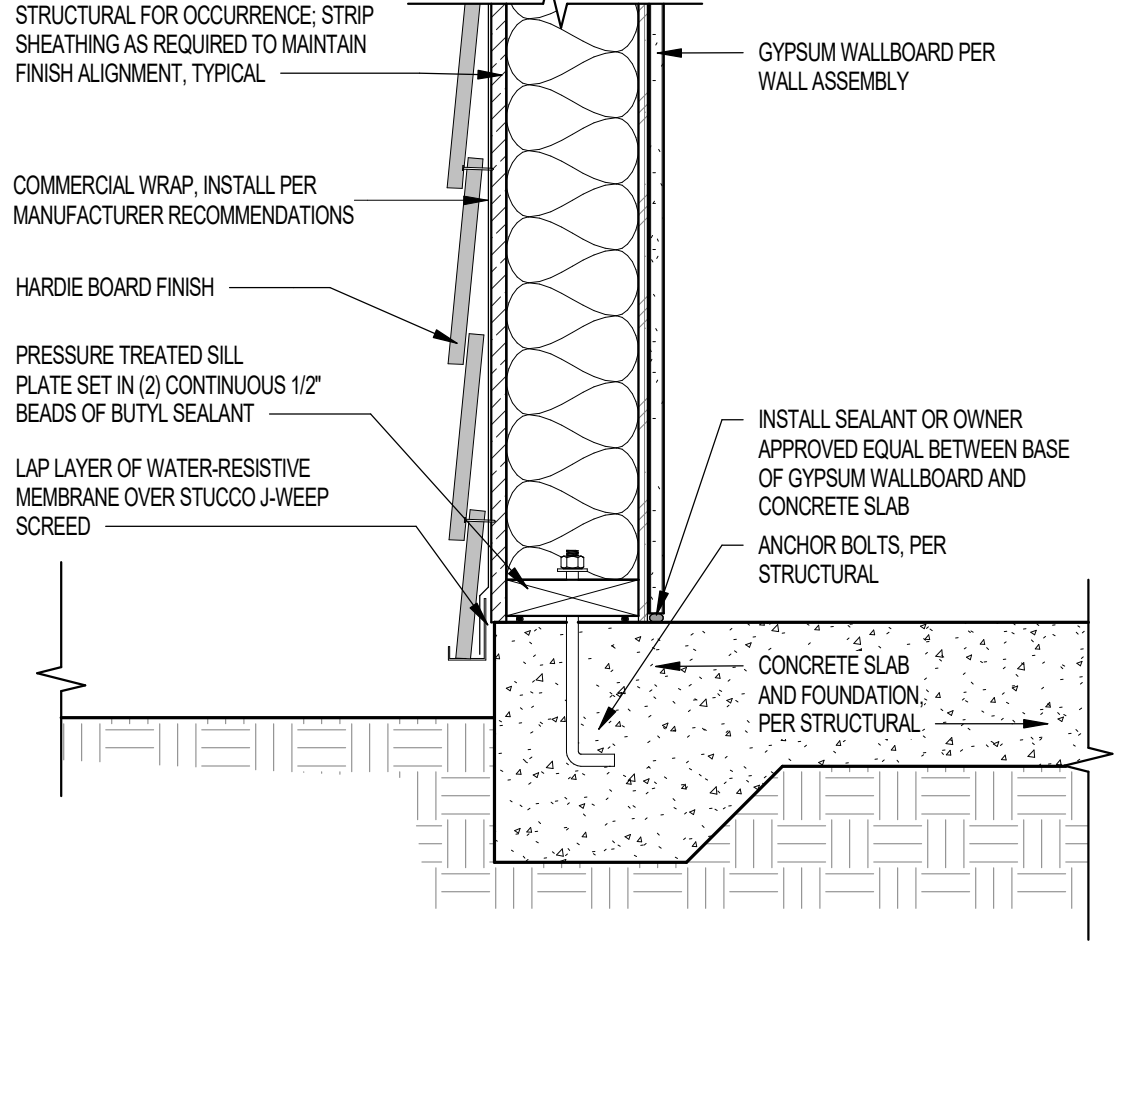 STRUCTURAL FOR OCCURRENCE; STRIP
SHEATHING AS REQUIRED TO MAINTAIN
FINISH ALIGNMENT, TYPICAL
COMMERCIAL WRAP, INSTALL PER
MANUFACTURER RECOMMENDATIONS
HARDIE BOARD FINISH
PRESSURE TREATED SILL
PLATE SET IN (2) CONTINUOUS 1/2"
BEADS OF BUTYL SEALANT
LAP LAYER OF WATER-RESISTIVE
MEMBRANE OVER STUCCO J-WEEP
SCREED
GYPSUM WALLBOARD PER
WALL ASSEMBLY
INSTALL SEALANT OR OWNER
APPROVED EQUAL BETWEEN BASE
OF GYPSUM WALLBOARD AND
CONCRETE SLAB
ANCHOR BOLTS, PER
STRUCTURAL
CONCRETE SLAB
AND FOUNDATION,
PER STRUCTURAL